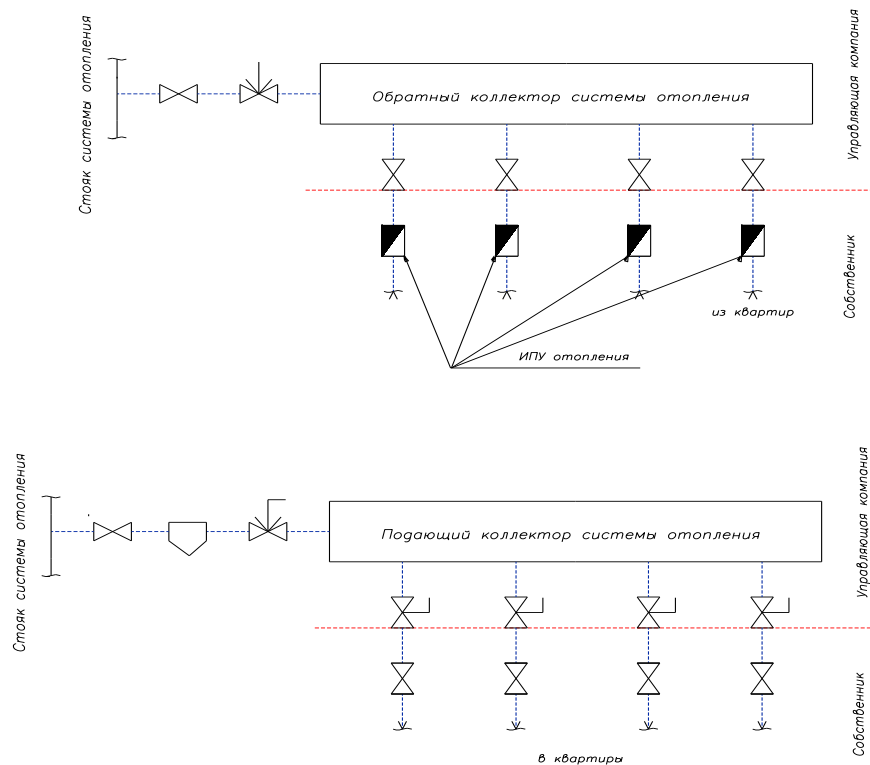 Стояк системы отопления
Обратный коллектор системы отопления
Управляющая компания
Собственник
из квартир
ИПУ отопления
Стояк системы отопления
Подающий коллектор системы отопления
Управляющая компания
Собственник
в квартиры